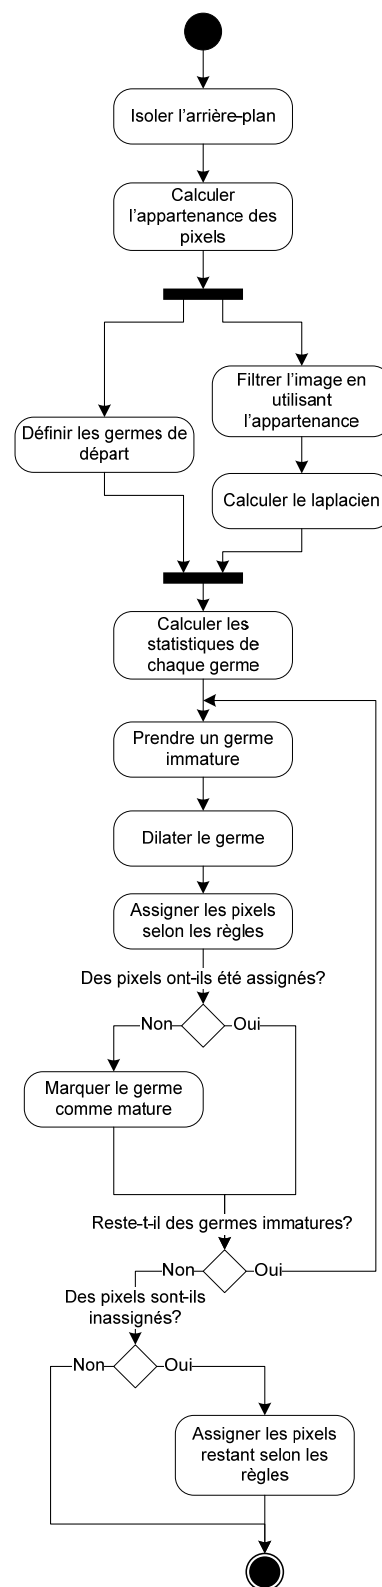 Isoler l'arrière-plan
Calculer
l'appartenance des
pixels
Filtrer l'image en
utilisant
l'appartenance
Définir les germes de
départ
Calculer le laplacien
Calculer les
statistiques de
chaque germe
Prendre un germe
immature
Dilater le germe
Assigner les pixels
selon les règles
Des pixels ont-ils été assignés?
Non
Oui
Marquer le germe
comme mature
Reste-t-il des germes immatures?
Non
Oui
Des pixels sont-ils
inassignés?
Non
Oui
Assigner les pixels
restant selon les
règles